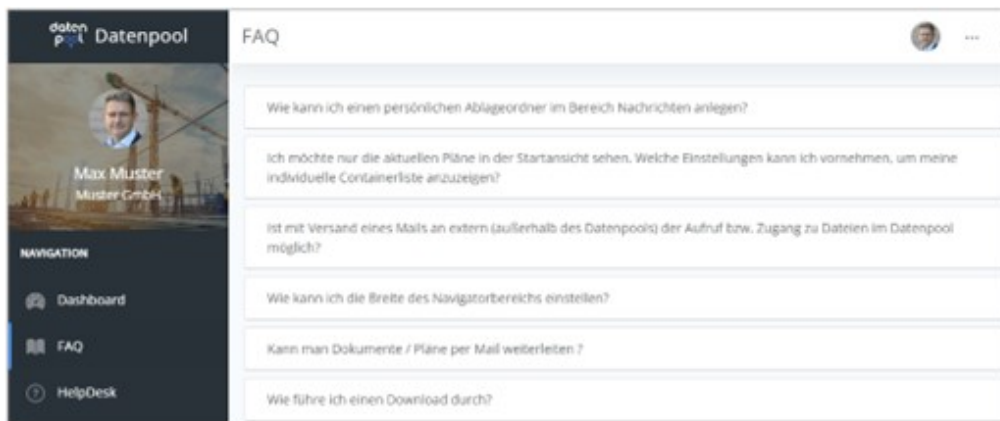 daten
pool Datenpool
FAQ
Max Muster
Muster GmbH
NAVIGATION
Dashboard
FAQ
HelpDesk
Wie kann ich einen persönlichen Ablageordner im Bereich Nachrichten anlegen?
Ich möchte nur die aktuellen Pläne in der Startansicht sehen. Welche Einstellungen kann ich vornehmen, um meine
individuelle Containerliste anzuzeigen?
Ist mit Versand eines Mails an extern (außerhalb des Datenpools) der Aufruf bzw. Zugang zu Dateien im Datenpool
möglich?
Wie kann ich die Breite des Navigatorbereichs einstellen?
Kann man Dokumente / Pläne per Mail weiterleiten ?
Wie führe ich einen Download durch?